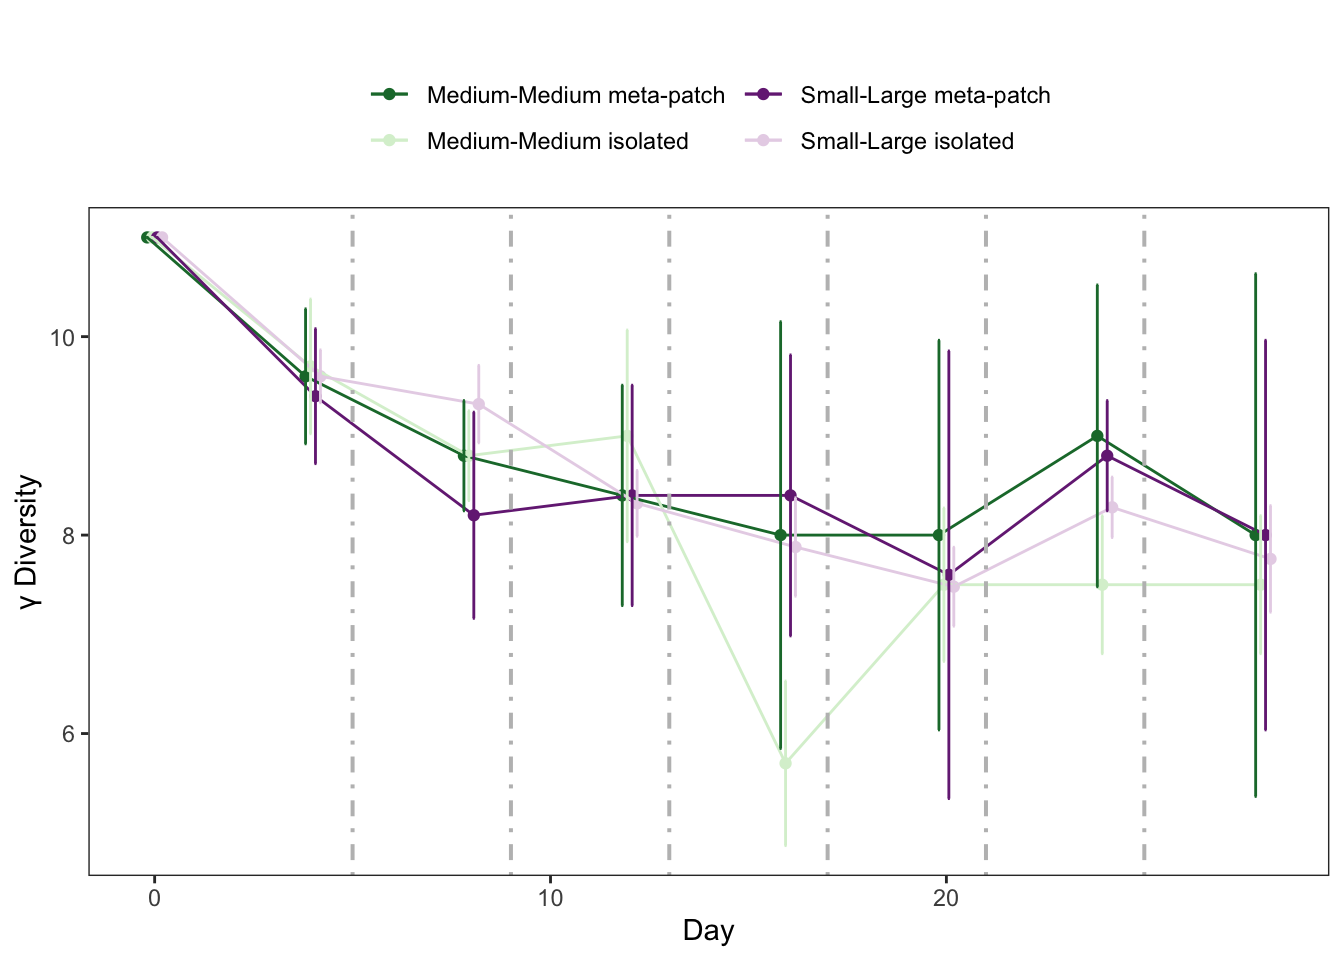 Medium-Medium meta-patch Small-Large meta-patch
Medium-Medium isolated Small-Large isolated
10
8
6
γ Diversity
0 10 20
Day